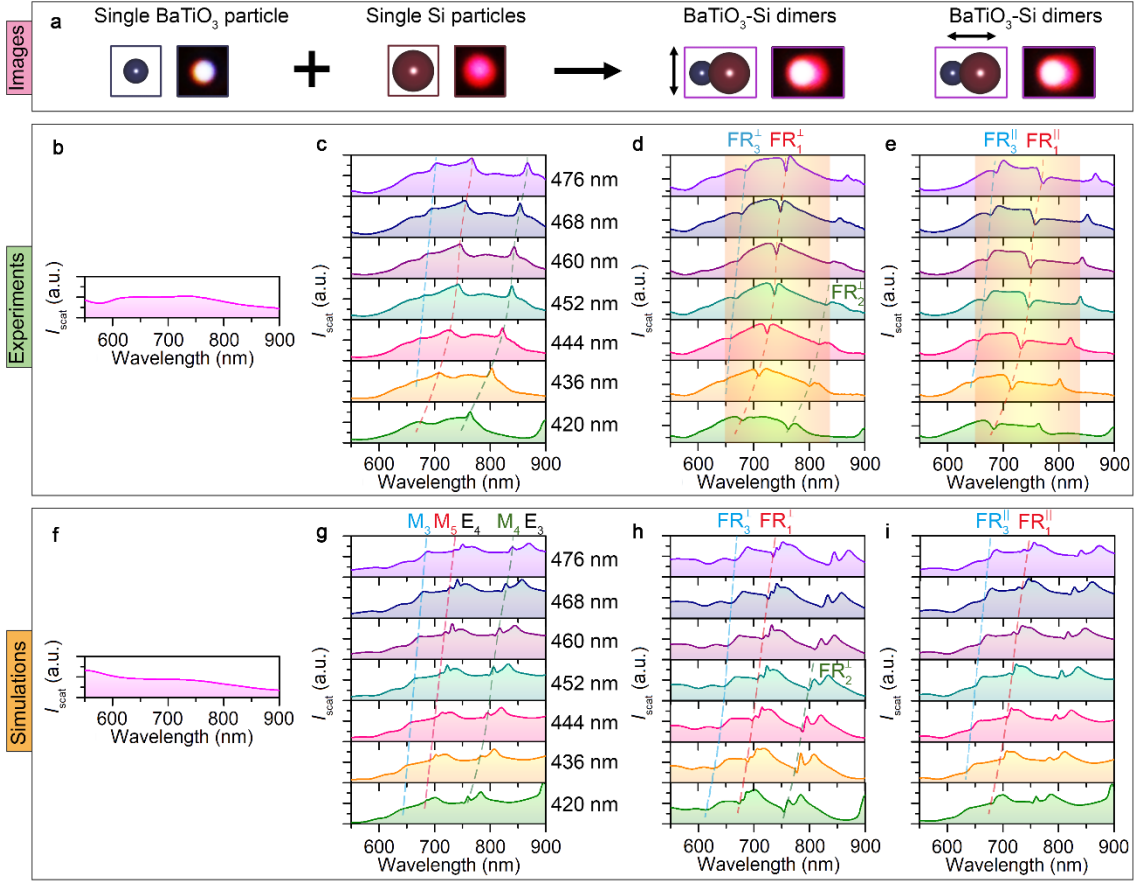 Images
a
Single BaTiO3 particle
Single Si particles
BaTiO3-Si dimers
BaTiO3-Si dimers
+
Experiments
b
Iscat (a.u.)
600 700 800 900
Wavelength (nm)
c
Iscat (a.u.)
476 nm
468 nm
460 nm
452 nm
444 nm
436 nm
420 nm
600 700 800 900
Wavelength (nm)
d
FR3⊥ FR1⊥
FR2⊥
Iscat (a.u.)
600 700 800 900
Wavelength (nm)
e
FR3|| FR1||
Iscat (a.u.)
600 700 800 900
Wavelength (nm)
Simulations
f
Iscat (a.u.)
600 700 800 900
Wavelength (nm)
g
M3 M5 E4 M4 E3
Iscat (a.u.)
476 nm
468 nm
460 nm
452 nm
444 nm
436 nm
420 nm
600 700 800 900
Wavelength (nm)
h
FR3⊥ FR1⊥
FR2⊥
Iscat (a.u.)
600 700 800 900
Wavelength (nm)
i
FR3|| FR1||
Iscat (a.u.)
600 700 800 900
Wavelength (nm)